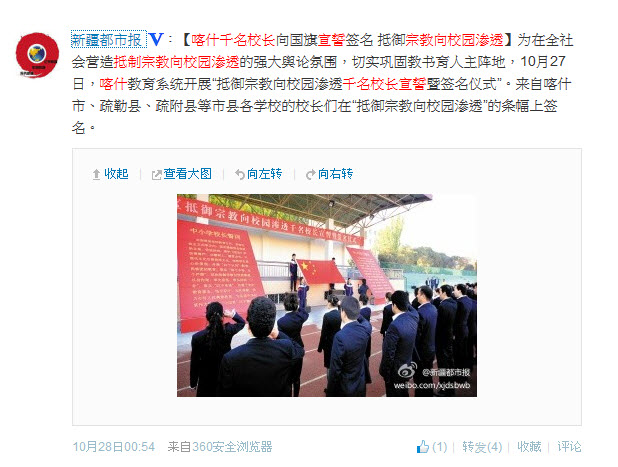 新疆都市报 V：【喀什千名校长向国旗宣誓签名 抵御宗教向校园渗透】为在全社
会营造抵制宗教向校园渗透的强大舆论氛围，切实巩固教书育人主阵地，10月27
日，喀什教育系统开展“抵御宗教向校园渗透千名校长宣誓暨签名仪式”。来自喀什
市、疏勒县、疏附县等市县各学校的校长们在“抵御宗教向校园渗透”的条幅上签
名。
收起 | 查看大图 | 向左转 | 向右转
抵御宗教向校园渗透千名校长宣誓暨签名仪式
中小学校长誓词
@新疆都市报
weibo.com/xjdsbwb
10月28日00:54 来自360安全浏览器
(1) | 转发(4) | 收藏 | 评论